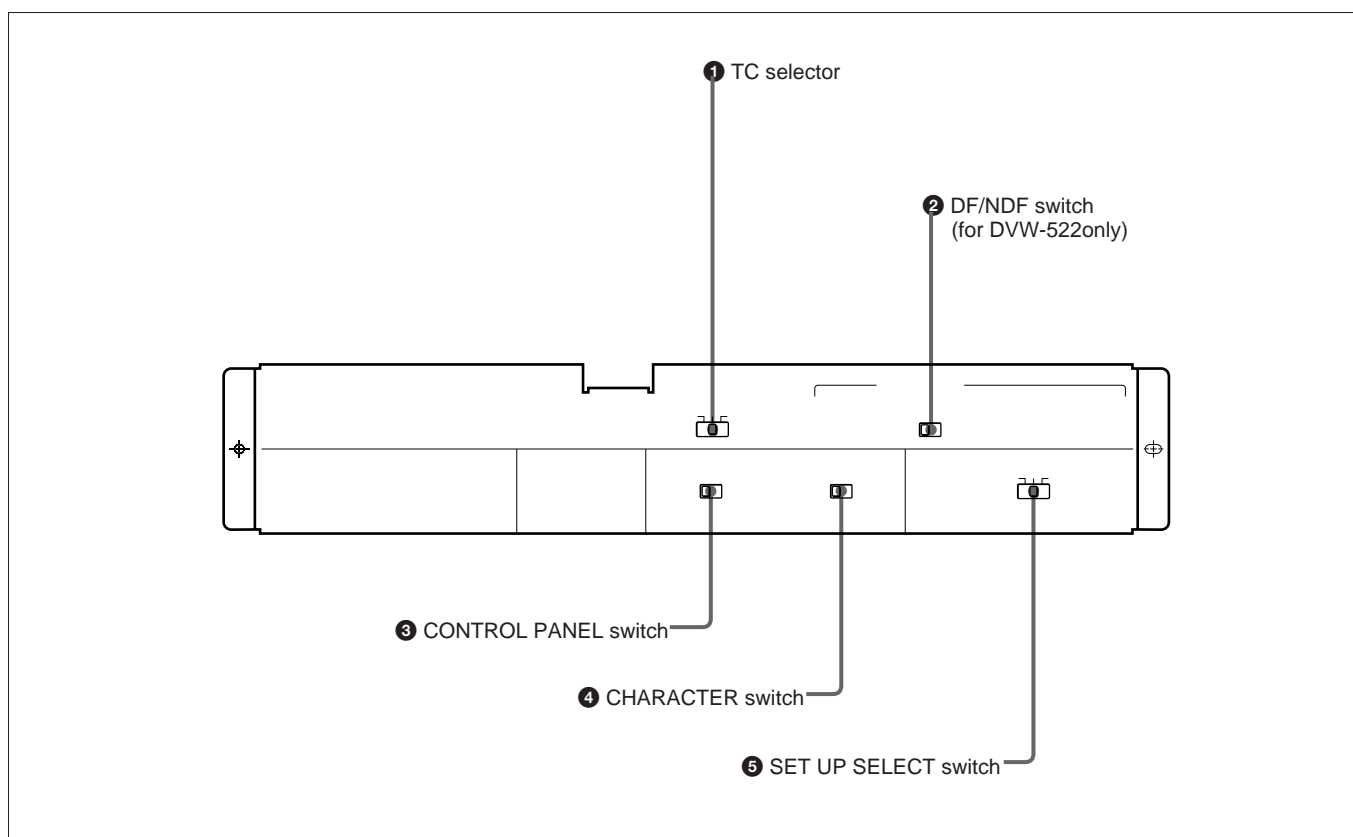 ❶ TC selector
❷ DF/NDF switch
(for DVW-522only)
❸ CONTROL PANEL switch
❹ CHARACTER switch
❺ SET UP SELECT switch